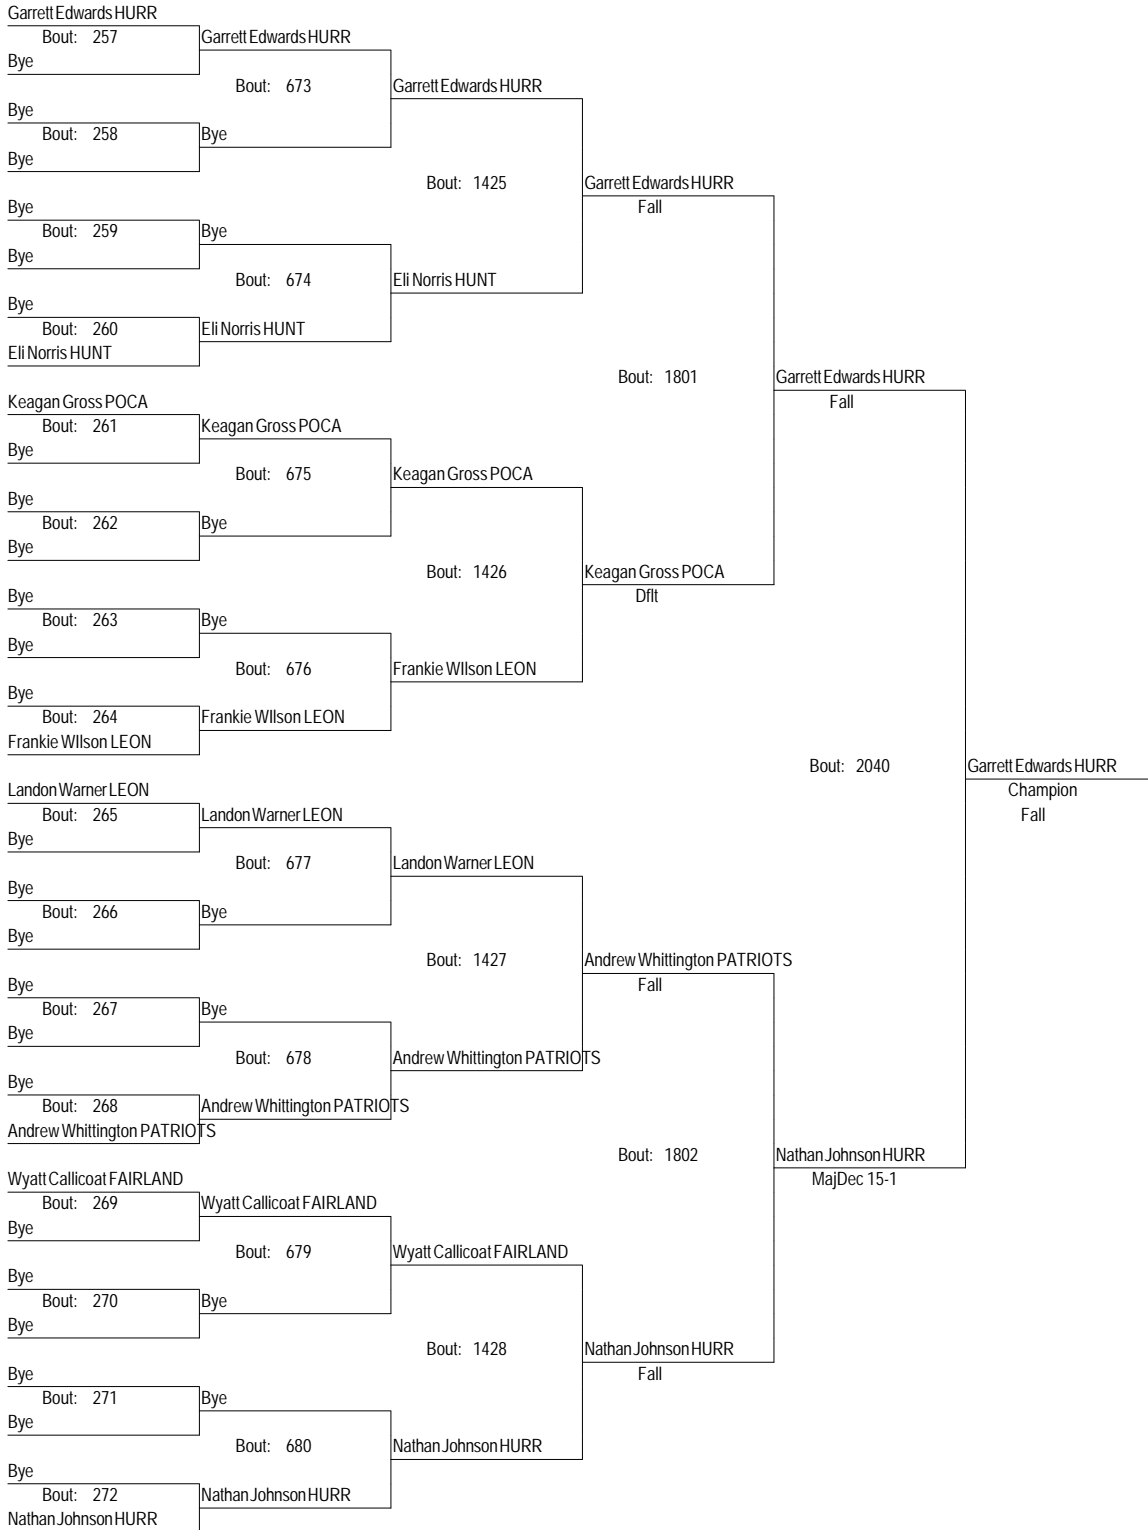 Garrett Edwards HURR
Bout: 257
Garrett Edwards HURR
Bye
Bout: 673
Garrett Edwards HURR
Bye
Bout: 258
Bye
Bye
Bout: 1425
Garrett Edwards HURR
Fall
Bye
Bout: 259
Bye
Bye
Bout: 674
Eli Norris HUNT
Bye
Bout: 260
Eli Norris HUNT
Eli Norris HUNT
Bout: 1801
Garrett Edwards HURR
Fall
Keagan Gross POCA
Bout: 261
Keagan Gross POCA
Bye
Bout: 675
Keagan Gross POCA
Bye
Bout: 262
Bye
Bye
Bout: 1426
Keagan Gross POCA
Dflt
Bye
Bout: 263
Bye
Bye
Bout: 676
Frankie WIlson LEON
Bye
Bout: 264
Frankie WIlson LEON
Frankie WIlson LEON
Bout: 2040
Garrett Edwards HURR
Champion
Fall
Landon Warner LEON
Bout: 265
Landon Warner LEON
Bye
Bout: 677
Landon Warner LEON
Bye
Bout: 266
Bye
Bye
Bout: 1427
Andrew Whittington PATRIOTS
Fall
Bye
Bout: 267
Bye
Bye
Bout: 678
Andrew Whittington PATRIOTS
Bye
Bout: 268
Andrew Whittington PATRIOTS
Andrew Whittington PATRIOTS
Bout: 1802
Nathan Johnson HURR
MajDec 15-1
Wyatt Callicoat FAIRLAND
Bout: 269
Wyatt Callicoat FAIRLAND
Bye
Bout: 679
Wyatt Callicoat FAIRLAND
Bye
Bout: 270
Bye
Bye
Bout: 1428
Nathan Johnson HURR
Fall
Bye
Bout: 271
Bye
Bye
Bout: 680
Nathan Johnson HURR
Bye
Bout: 272
Nathan Johnson HURR
Nathan Johnson HURR